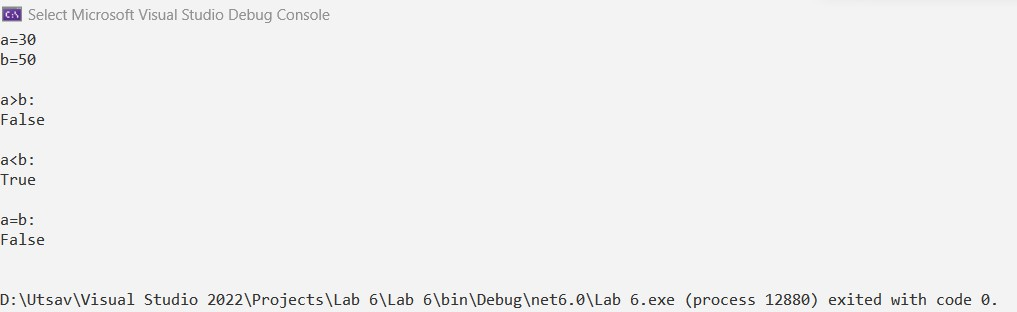 Select Microsoft Visual Studio Debug Console
a=30
b=50
a>b:
False
a<b:
True
a=b:
False
D:\Utsav\Visual Studio 2022\Projects\Lab 6\Lab 6\bin\Debug\net6.0\Lab 6.exe (process 12880) exited with code 0.